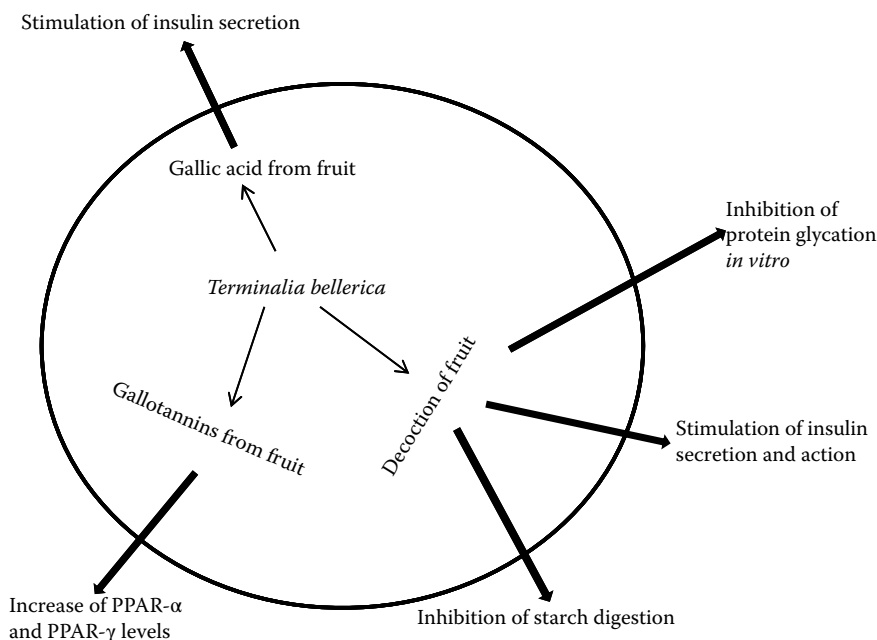 Stimulation of insulin secretion
Gallic acid from fruit
Inhibition of
protein glycation
in vitro
Terminalia bellerica
Decoction of fruit
Gallotannins from fruit
Stimulation of insulin
secretion and action
Increase of PPAR-α
and PPAR-γ levels
Inhibition of starch digestion